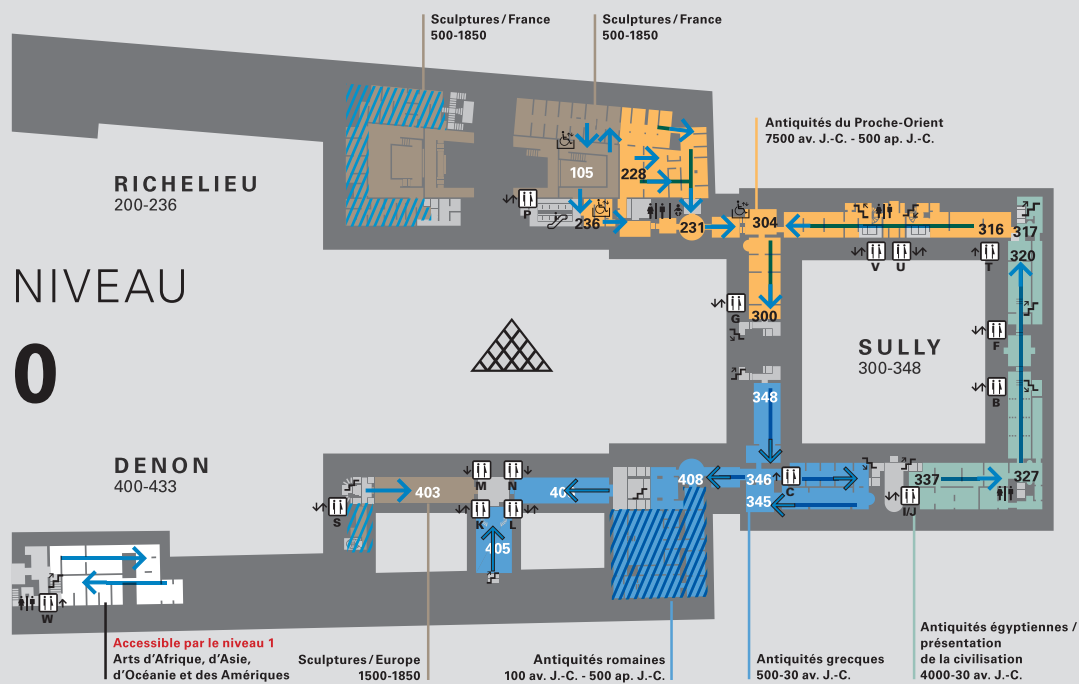 Sculptures / France
500-1850
Sculptures / France
500-1850
Antiquités du Proche-Orient
7500 av. J.-C. - 500 ap. J.-C.
RICHELIEU
200-236
105
228
P
236
231
304
316
317
320
V
U
T
G
300
NIVEAU
0
SULLY
300-348
F
B
348
DENON
400-433
M
N
403
408
346
C
337
327
345
S
K
L
I/J
405
W
Accessible par le niveau 1
Arts d’Afrique, d’Asie,
d’Océanie et des Amériques
Sculptures / Europe
1500-1850
Antiquités romaines
100 av. J.-C. - 500 ap. J.-C.
Antiquités grecques
500-30 av. J.-C.
Antiquités égyptiennes /
présentation
de la civilisation
4000-30 av. J.-C.